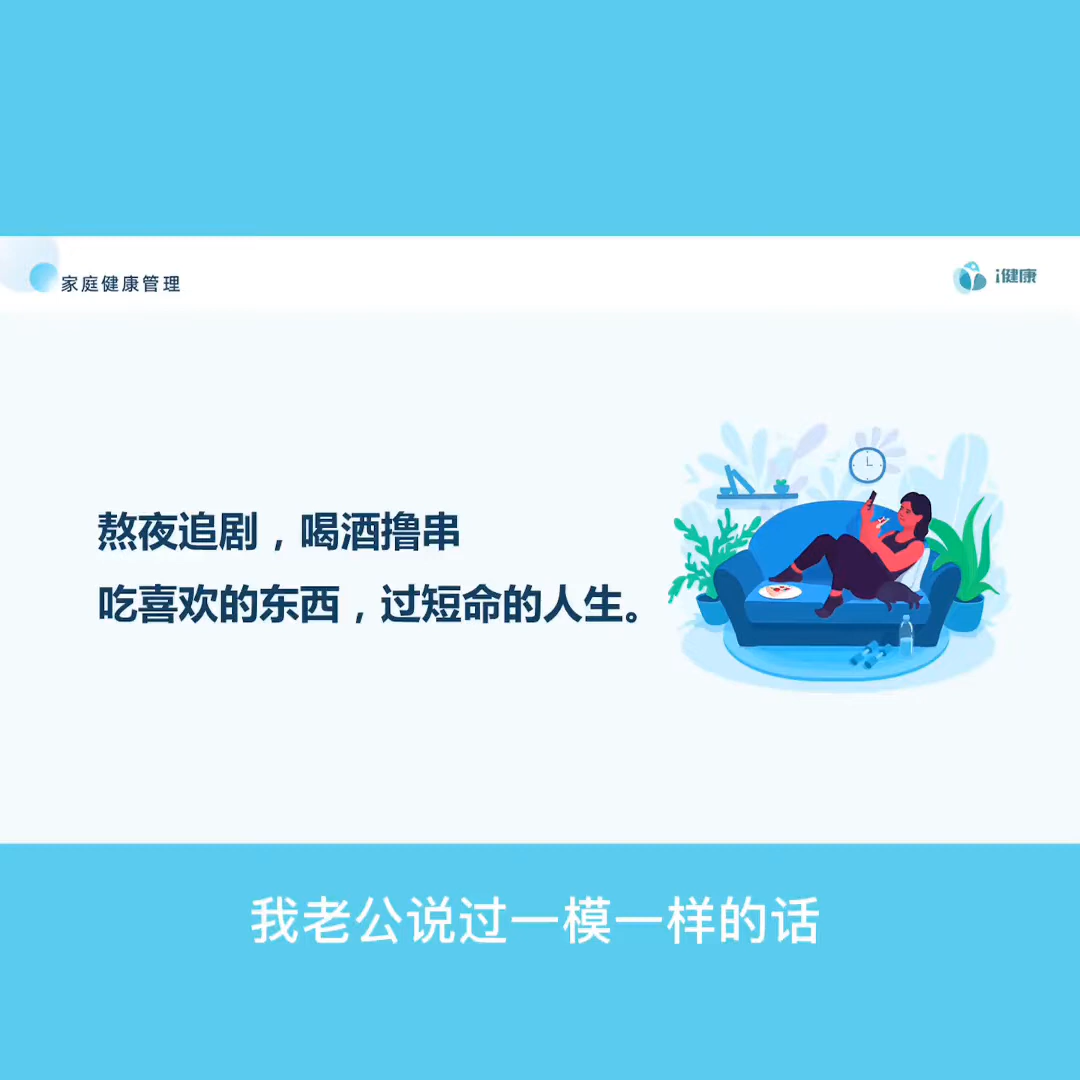 家庭健康管理
i健康
熬夜追剧，喝酒撸串
吃喜欢的东西，过短命的人生。
我老公说过一模一样的话